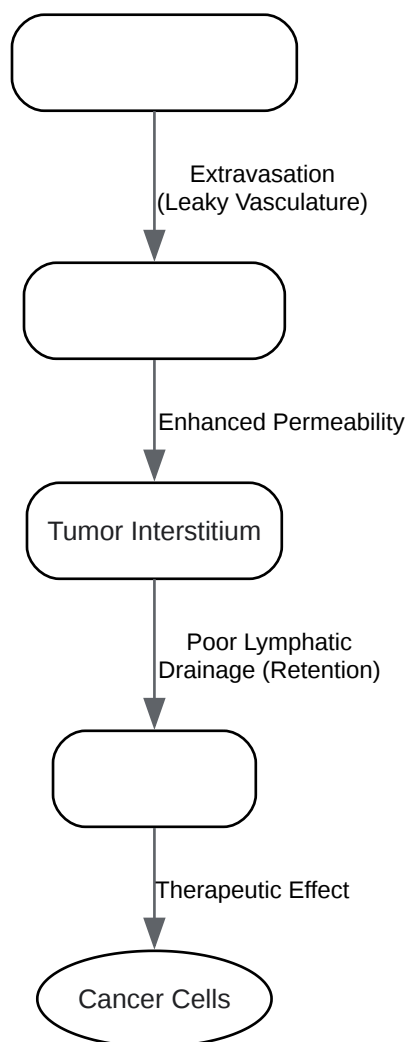 Extravasation
(Leaky Vasculature)
Enhanced Permeability
Tumor Interstitium
Poor Lymphatic
Drainage (Retention)
Therapeutic Effect
Cancer Cells